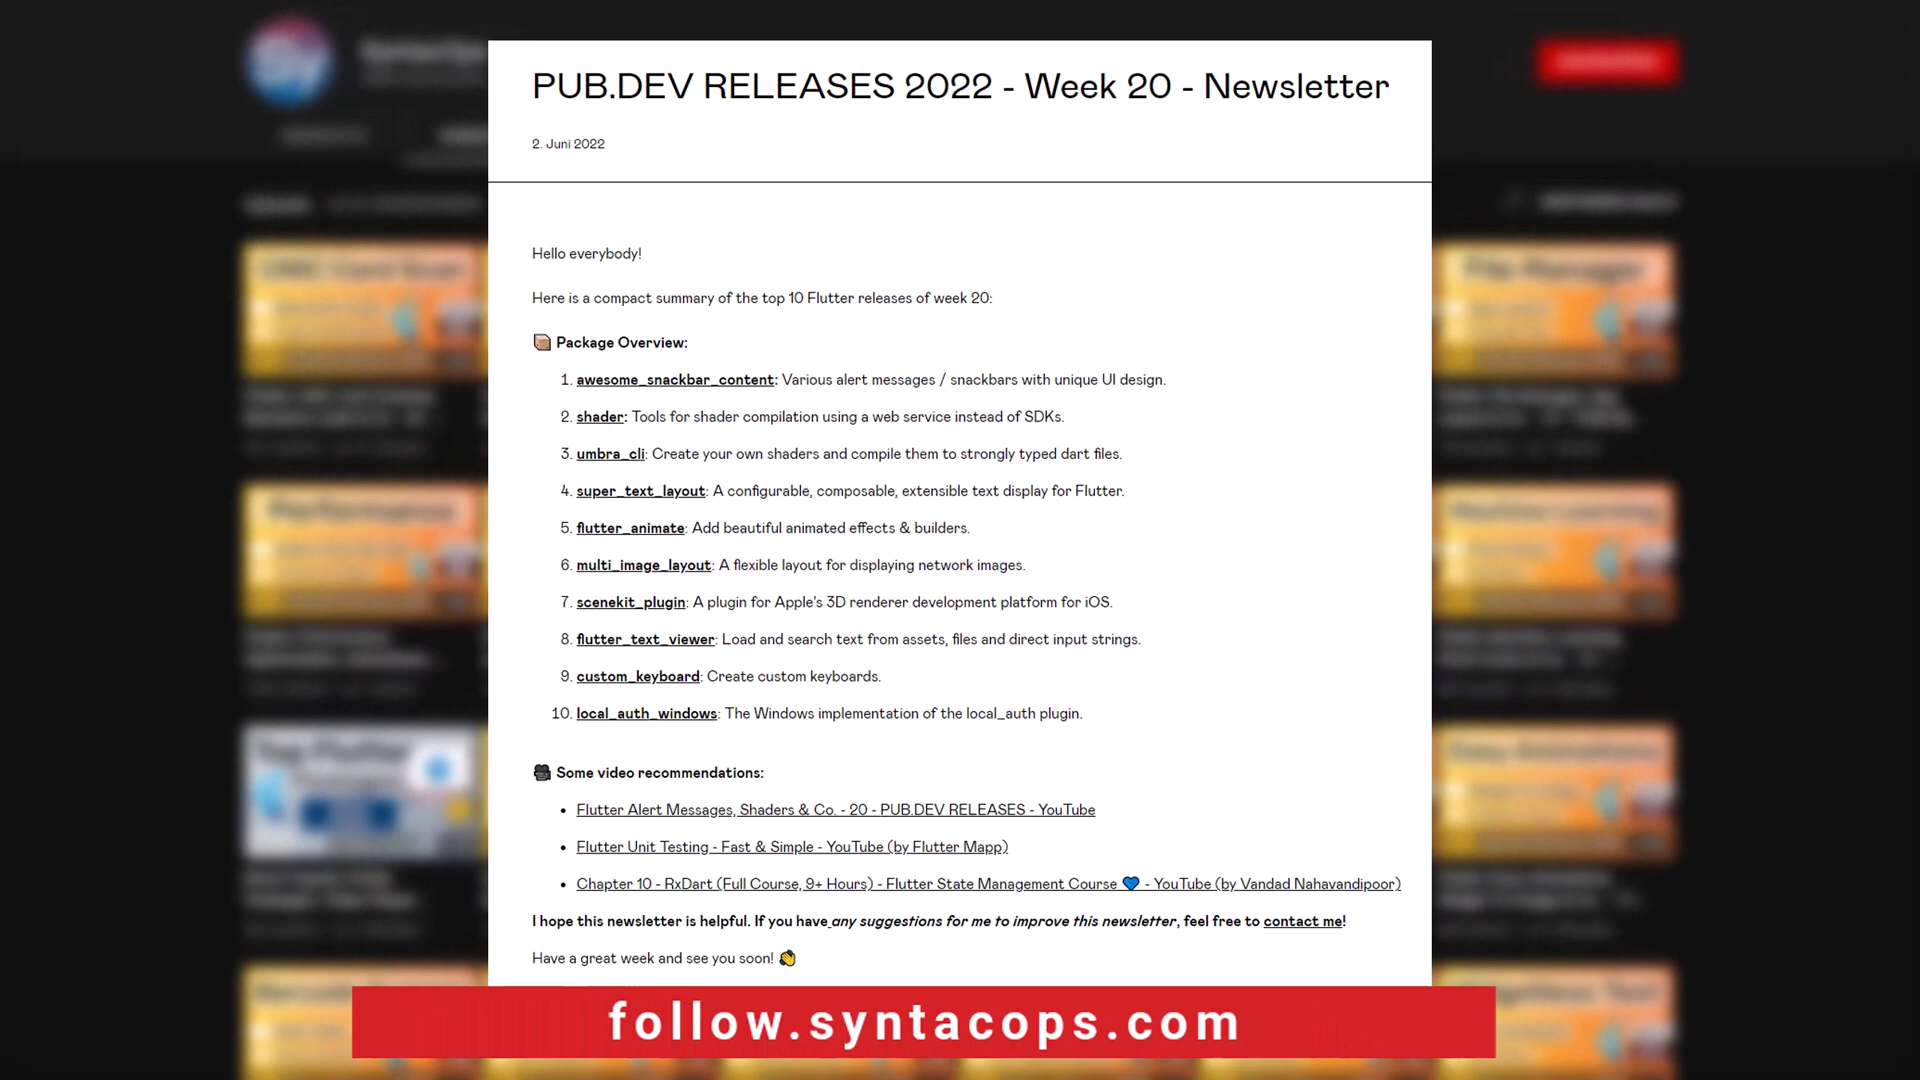 PUB.DEV RELEASES 2022 - Week 20 - Newsletter
2. Juni 2022
Hello everybody!
Here is a compact summary of the top 10 Flutter releases of week 20:
📦 Package Overview:
1. awesome_snackbar_content: Various alert messages / snackbars with unique UI design.
2. shader: Tools for shader compilation using a web service instead of SDKs.
3. umbra_cli: Create your own shaders and compile them to strongly typed dart files.
4. super_text_layout: A configurable, composable, extensible text display for Flutter.
5. flutter_animate: Add beautiful animated effects & builders.
6. multi_image_layout: A flexible layout for displaying network images.
7. scenekit_plugin: A plugin for Apple's 3D renderer development platform for iOS.
8. flutter_text_viewer: Load and search text from assets, files and direct input strings.
9. custom_keyboard: Create custom keyboards.
10. local_auth_windows: The Windows implementation of the local_auth plugin.
🎥 Some video recommendations:
• Flutter Alert Messages, Shaders & Co. - 20 - PUB.DEV RELEASES - YouTube
• Flutter Unit Testing - Fast & Simple - YouTube (by Flutter Mapp)
• Chapter 10 - RxDart (Full Course, 9+ Hours) - Flutter State Management Course 💙 - YouTube (by Vandad Nahavandipoor)
I hope this newsletter is helpful. If you have any suggestions for me to improve this newsletter, feel free to contact me!
Have a great week and see you soon! 👏
follow.syntacops.com
File Manager
Performance
Machine Learning
Easy Animations